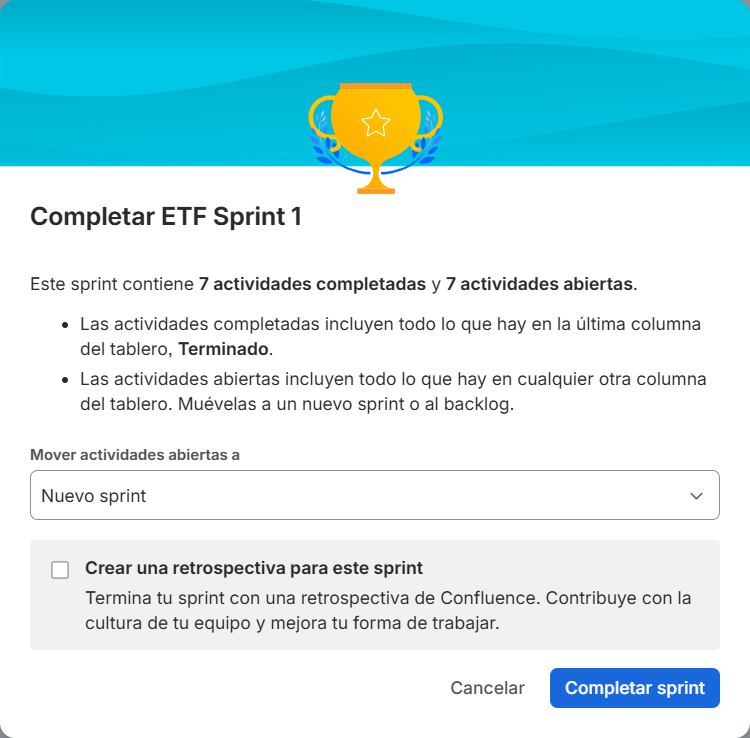 Completar ETF Sprint 1
Este sprint contiene 7 actividades completadas y 7 actividades abiertas.
• Las actividades completadas incluyen todo lo que hay en la última columna
del tablero, Terminado.
• Las actividades abiertas incluyen todo lo que hay en cualquier otra columna
del tablero. Muévelas a un nuevo sprint o al backlog.
Mover actividades abiertas a
Nuevo sprint
Crear una retrospectiva para este sprint
Termina tu sprint con una retrospectiva de Confluence. Contribuye con la
cultura de tu equipo y mejora tu forma de trabajar.
Cancelar
Completar sprint